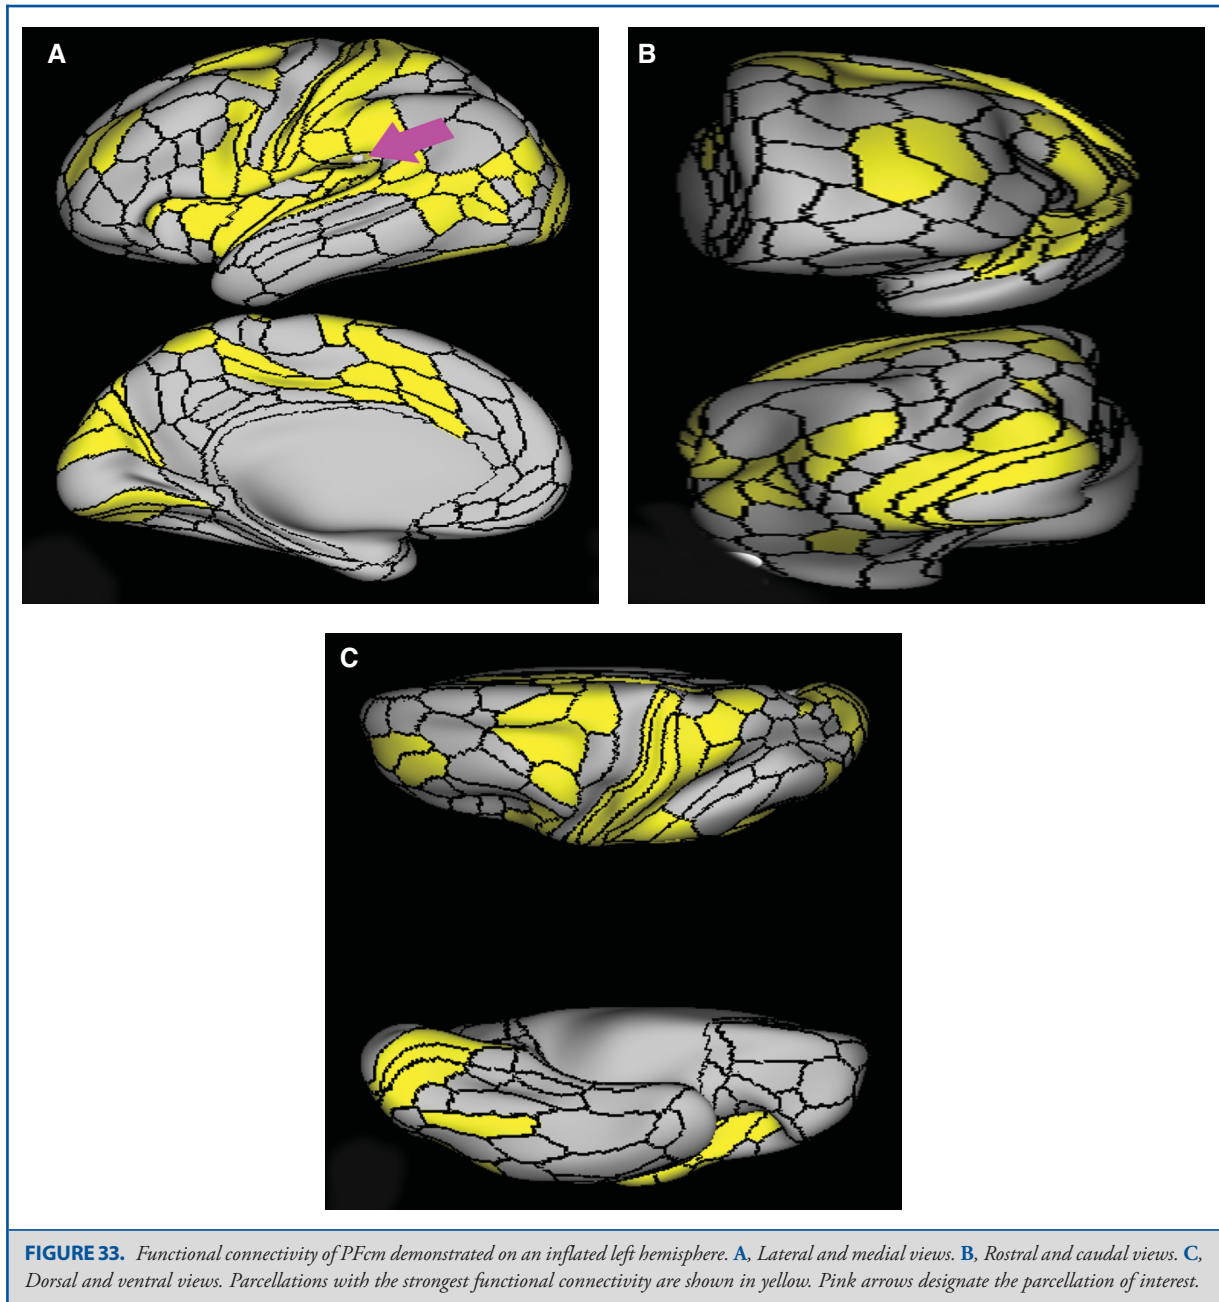 A
B
C
FIGURE 33. Functional connectivity of PFcm demonstrated on an inflated left hemisphere. A, Lateral and medial views. B, Rostral and caudal views. C,
Dorsal and ventral views. Parcellations with the strongest functional connectivity are shown in yellow. Pink arrows designate the parcellation of interest.